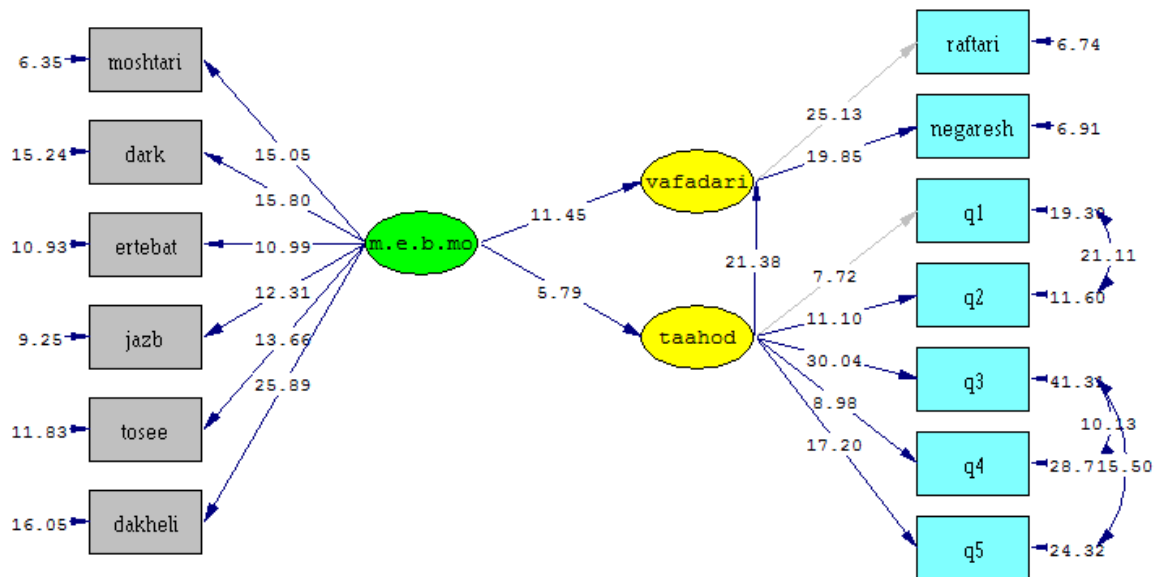 6.35
moshtari
15.24
dark
10.93
ertebat
9.25
jazb
11.83
tosee
16.05
dakheli
15.05
15.80
10.99
12.31
13.66
25.89
m.e.b.mo
11.45
5.79
vafadari
21.38
taahod
25.13
19.85
7.72
11.10
30.04
8.98
17.20
raftari
6.74
negaresh
6.91
q1
q2
11.60
21.11
q3
41.31
10.13
q4
28.715.50
q5
24.32